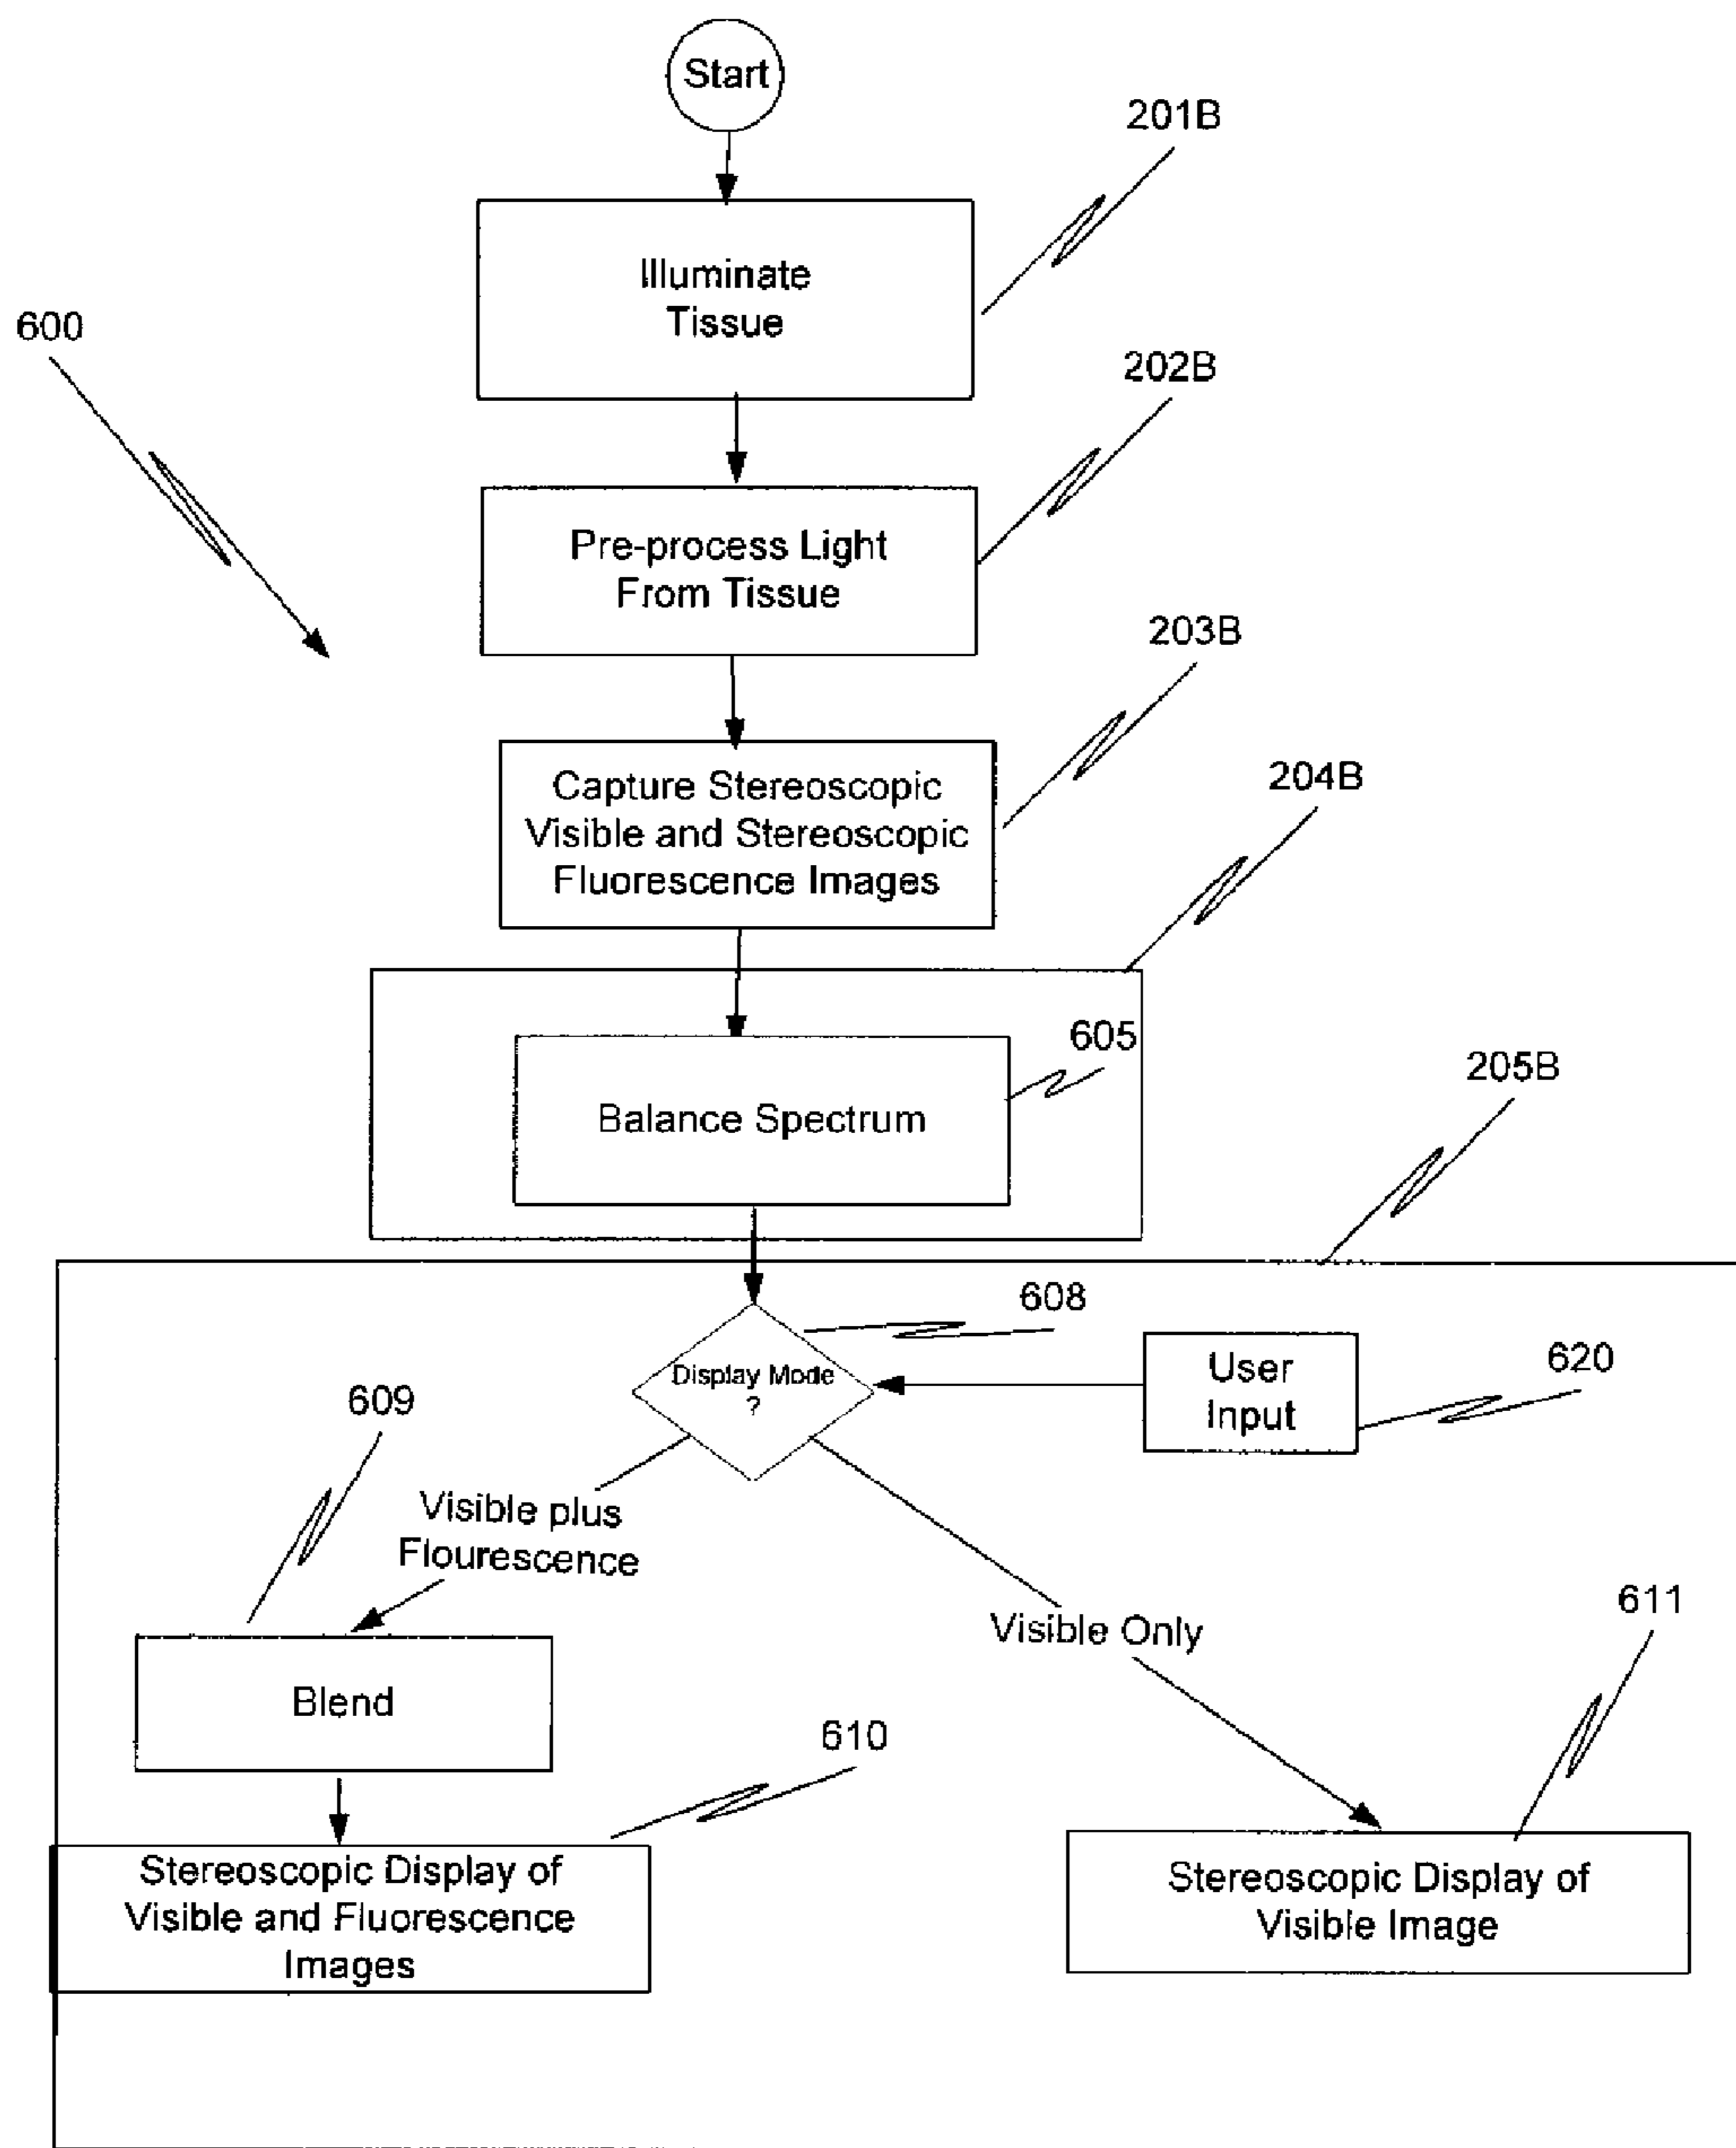 Start
201B
Illuminate
Tissue
600
202B
Pre-process Light
From Tissue
203B
Capture Stereoscopic
Visible and Stereoscopic
Fluorescence Images
204B
605
Balance Spectrum
205B
608
Display Mode
?
User
Input
620
609
Visible plus
Flourescence
Visible Only
611
Blend
610
Stereoscopic Display of
Visible and Fluorescence
Images
Stereoscopic Display of
Visible Image